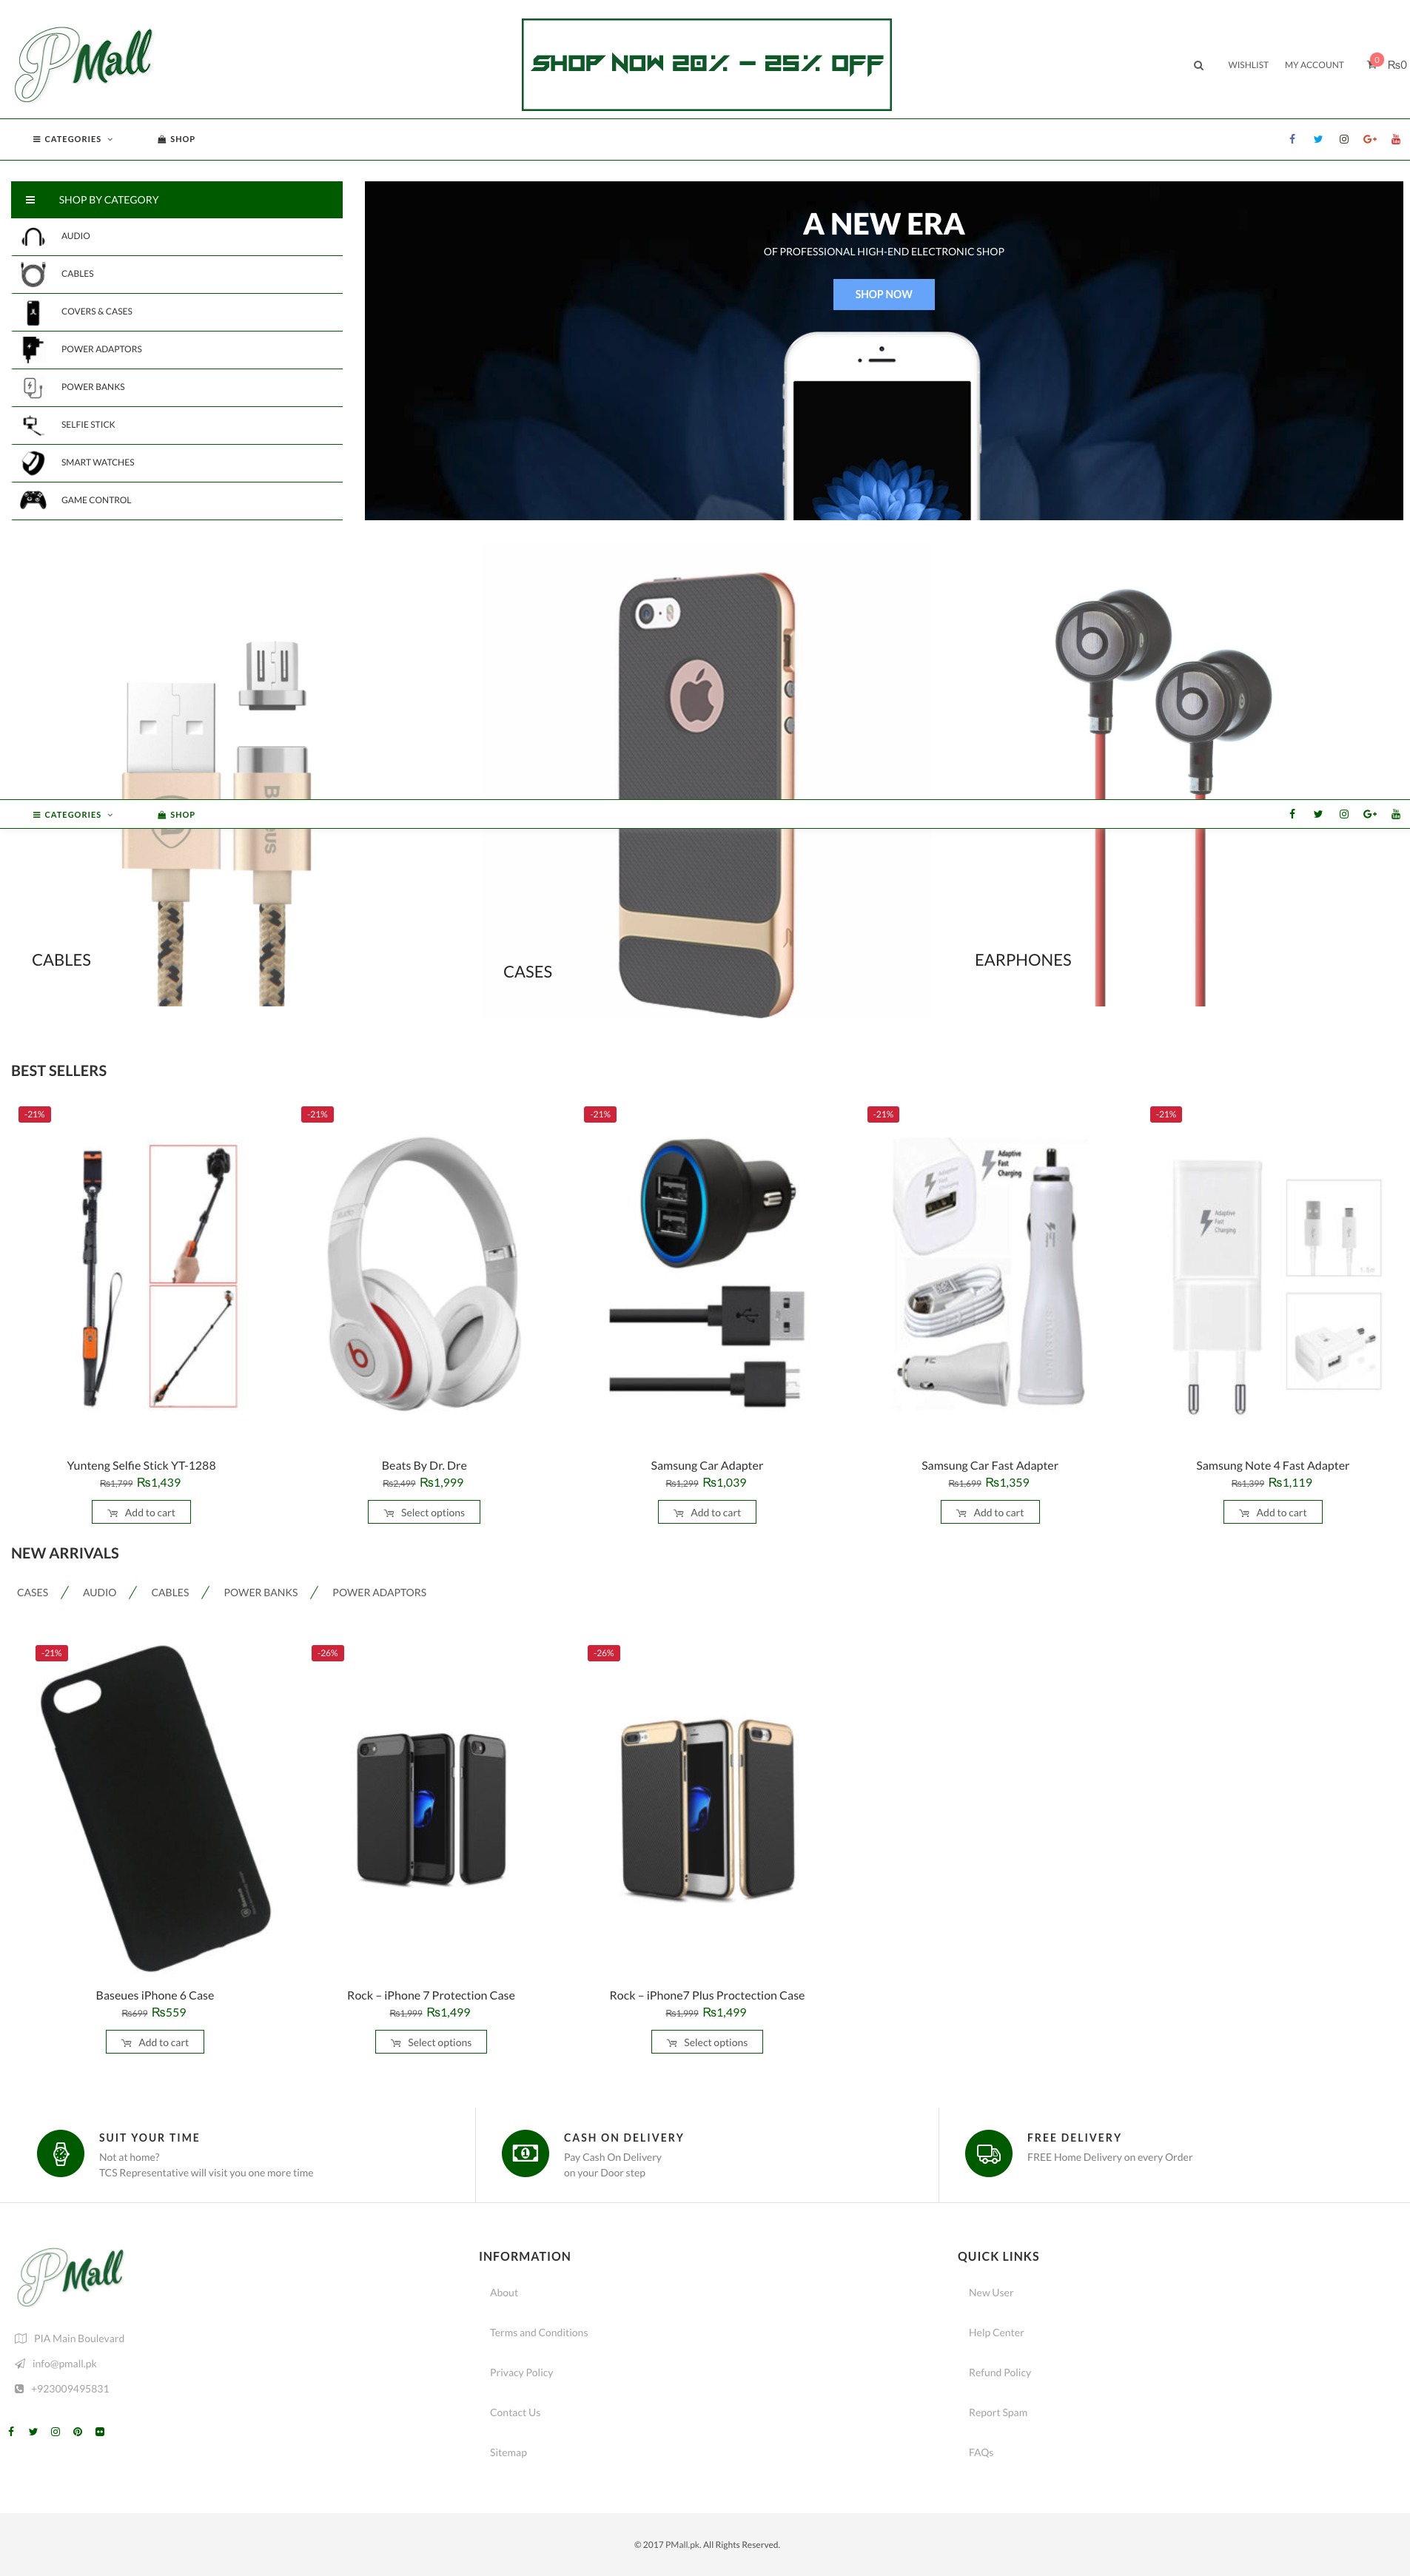 PMall
SHOP NOW 20% – 25% OFF
WISHLIST MY ACCOUNT 0 ₨0
CATEGORIES SHOP
SHOP BY CATEGORY
AUDIO
CABLES
COVERS & CASES
POWER ADAPTORS
POWER BANKS
SELFIE STICK
SMART WATCHES
GAME CONTROL
A NEW ERA
OF PROFESSIONAL HIGH-END ELECTRONIC SHOP
SHOP NOW
CATEGORIES SHOP
CABLES
CASES
EARPHONES
BEST SELLERS
-21% -21% -21% -21% -21%
Adaptive
Fast
Charging
Adaptive
Fast
Charging
Yunteng Selfie Stick YT-1288
₨1,799 ₨1,439
Add to cart
Beats By Dr. Dre
₨2,499 ₨1,999
Select options
Samsung Car Adapter
₨1,299 ₨1,039
Add to cart
Samsung Car Fast Adapter
₨1,699 ₨1,359
Add to cart
Samsung Note 4 Fast Adapter
₨1,399 ₨1,119
Add to cart
NEW ARRIVALS
CASES / AUDIO / CABLES / POWER BANKS / POWER ADAPTORS
-21% -26% -26%
Baseues iPhone 6 Case
₨699 ₨559
Add to cart
Rock – iPhone 7 Protection Case
₨1,999 ₨1,499
Select options
Rock – iPhone7 Plus Proctection Case
₨1,999 ₨1,499
Select options
SUIT YOUR TIME
Not at home?
TCS Representative will visit you one more time
CASH ON DELIVERY
Pay Cash On Delivery
on your Door step
FREE DELIVERY
FREE Home Delivery on every Order
PMall
PIA Main Boulevard
info@pmall.pk
+923009495831
INFORMATION
About
Terms and Conditions
Privacy Policy
Contact Us
Sitemap
QUICK LINKS
New User
Help Center
Refund Policy
Report Spam
FAQs
© 2017 PMall.pk. All Rights Reserved.